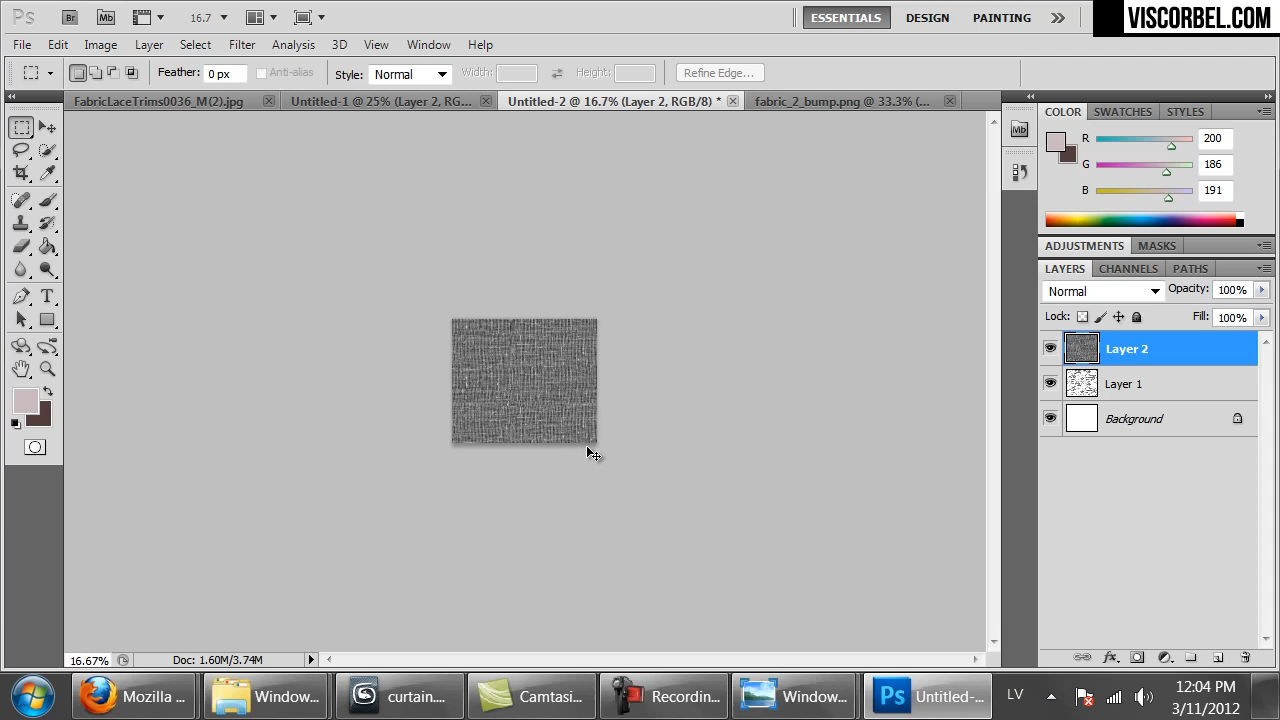 Ps Br Mb 16.7 ESSENTIALS DESIGN PAINTING VISCORBEL.COM
File Edit Image Layer Select Filter Analysis 3D View Window Help
Feather: 0 px Anti-alias Style: Normal Width: Height: Refine Edge...
FabricLaceTrims0036_M(2).jpg Untitled-1 @ 25% (Layer 2, RG... Untitled-2 @ 16.7% (Layer 2, RGB/8) * fabric_2_bump.png @ 33.3% (...
Mb
COLOR SWATCHES STYLES
R 200
G 186
B 191
ADJUSTMENTS MASKS
LAYERS CHANNELS PATHS
Normal Opacity: 100%
Lock: Fill: 100%
Layer 2
Layer 1
Background
T
16.67% Doc: 1.60M/3.74M
Mozilla ... Window... curtain... Camtasi... Recordin... Window... Ps Untitled-... LV 12:04 PM
3/11/2012